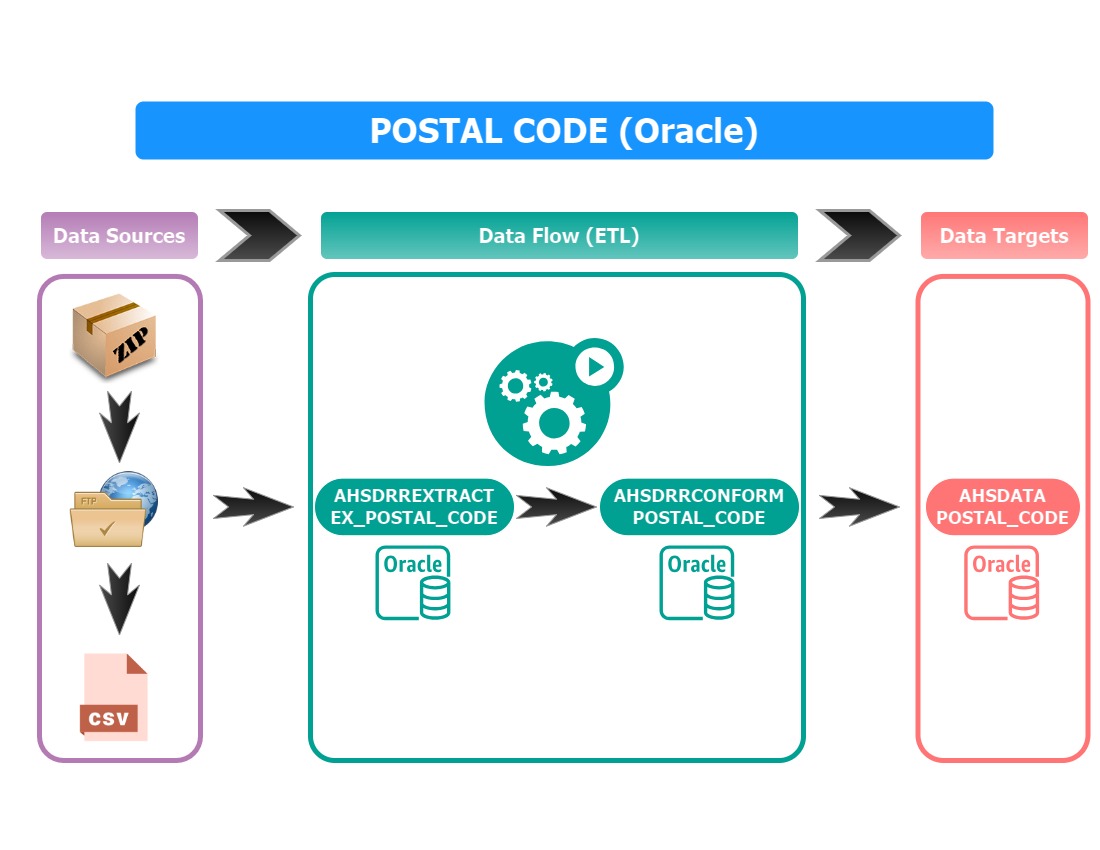 POSTAL CODE (Oracle)
Data Sources
Data Flow (ETL)
Data Targets
ZIP
FTP
CSV
AHSDRREXTRACT
EX_POSTAL_CODE
Oracle
AHSDRRCONFORM
POSTAL_CODE
Oracle
AHSDATA
POSTAL_CODE
Oracle